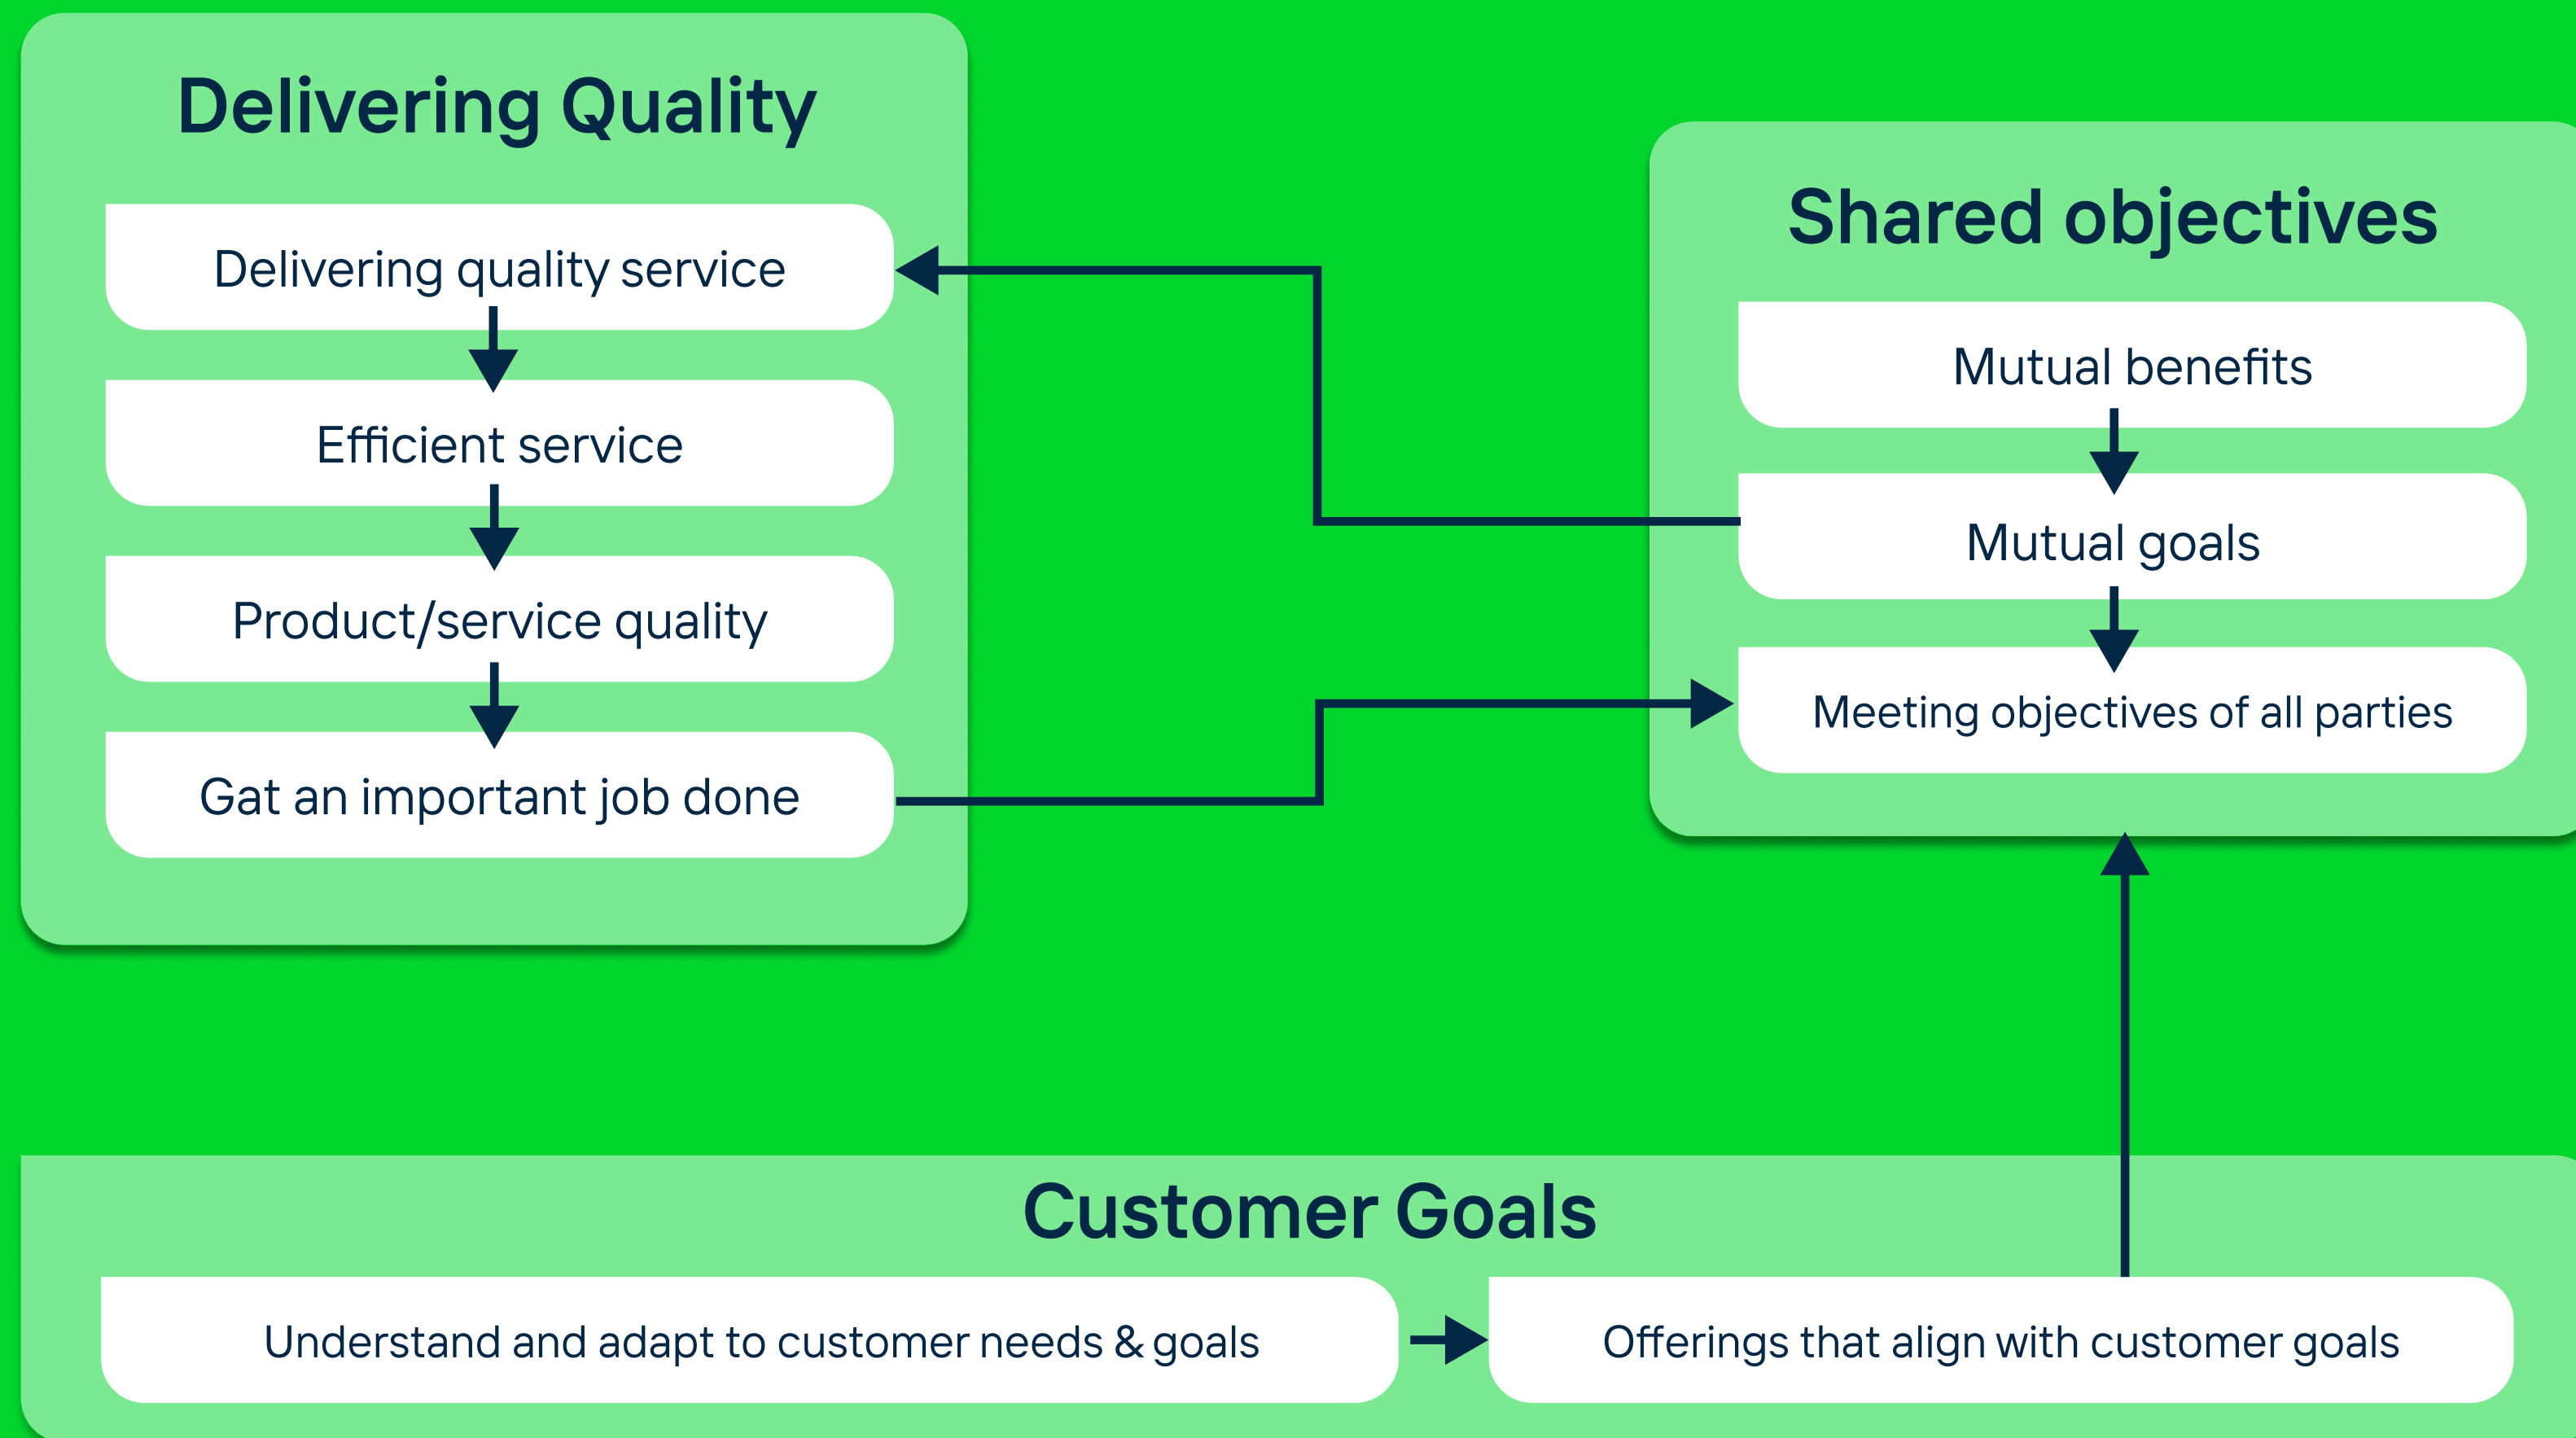 Delivering Quality
Delivering quality service
Efficient service
Product/service quality
Gat an important job done
Shared objectives
Mutual benefits
Mutual goals
Meeting objectives of all parties
Customer Goals
Understand and adapt to customer needs & goals
Offerings that align with customer goals